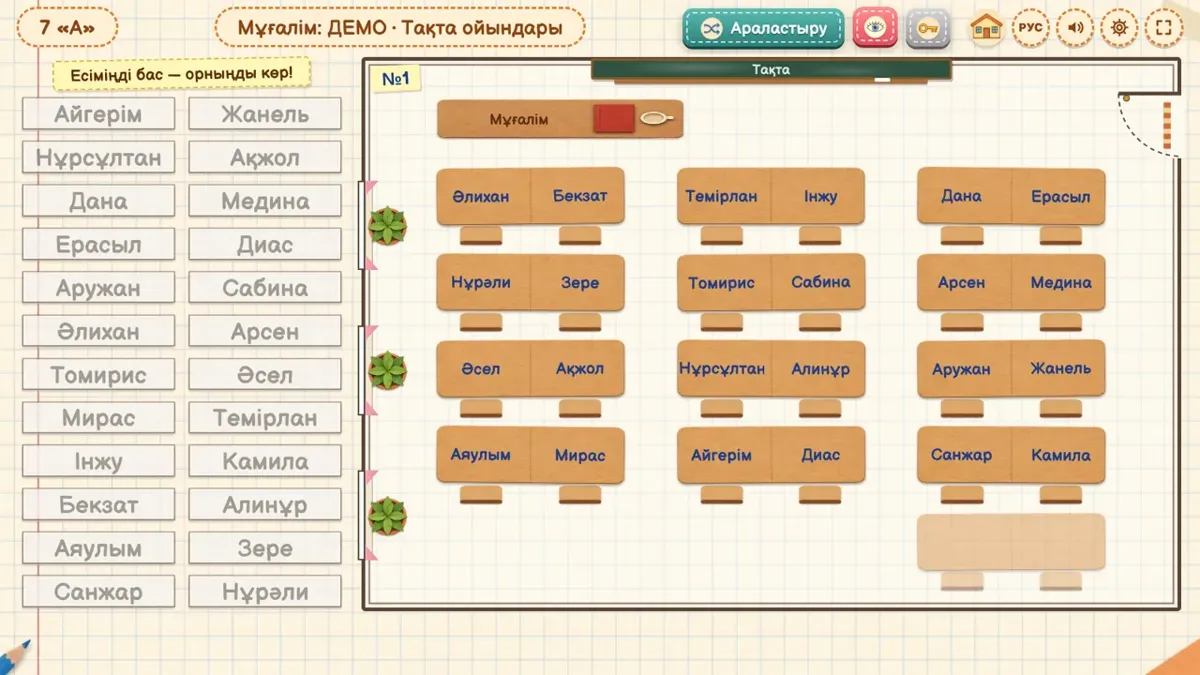 7 «А»
Мұғалім: ДЕМО · Тақта ойындары
Араластыру
РУС
Есіміңді бас — орныңды көр!
Айгерім Жанель
Нұрсұлтан Ақжол
Дана Медина
Ерасыл Диас
Аружан Сабина
Әлихан Арсен
Томирис Әсел
Мирас Темірлан
Інжу Камила
Бекзат Алинұр
Аяулым Зере
Санжар Нұрәли
№1
Тақта
Мұғалім
Әлихан Бекзат Темірлан Інжу Дана Ерасыл
Нұрәли Зере Томирис Сабина Арсен Медина
Әсел Ақжол Нұрсұлтан Алинұр Аружан Жанель
Аяулым Мирас Айгерім Диас Санжар Камила